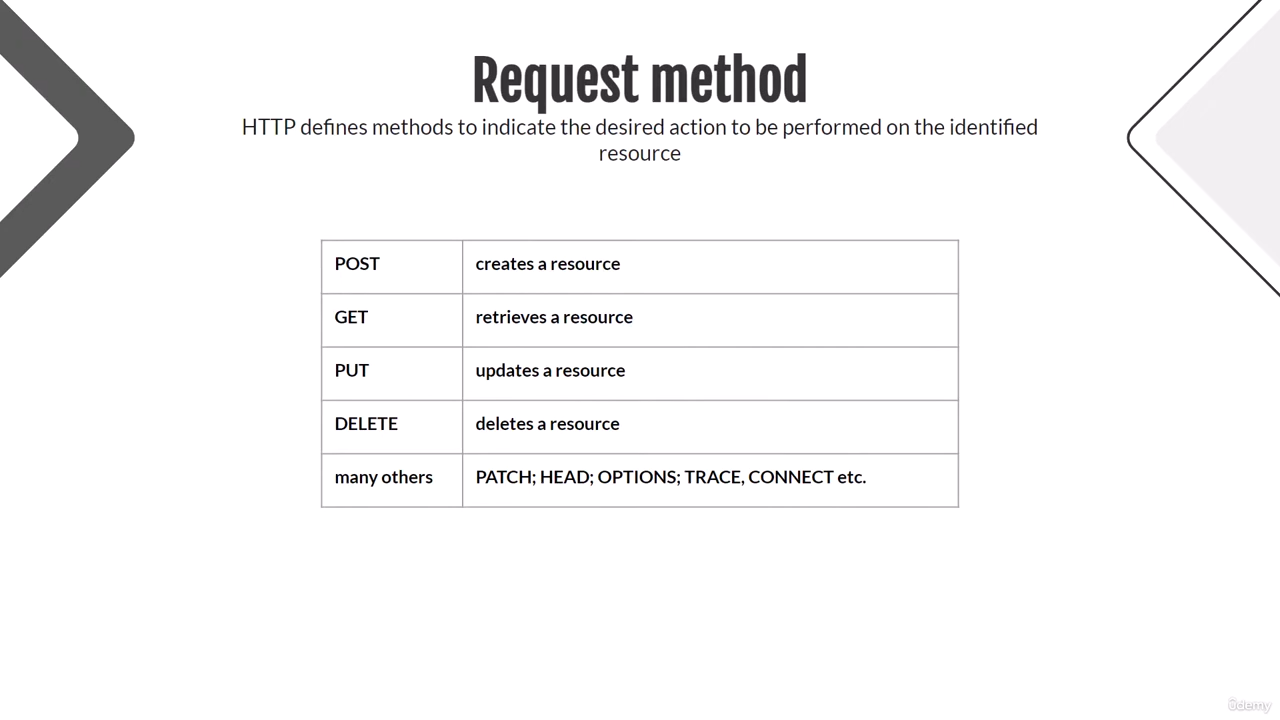 Request method
HTTP defines methods to indicate the desired action to be performed on the identified
resource
POST creates a resource
GET retrieves a resource
PUT updates a resource
DELETE deletes a resource
many others PATCH; HEAD; OPTIONS; TRACE, CONNECT etc.
ûdemy